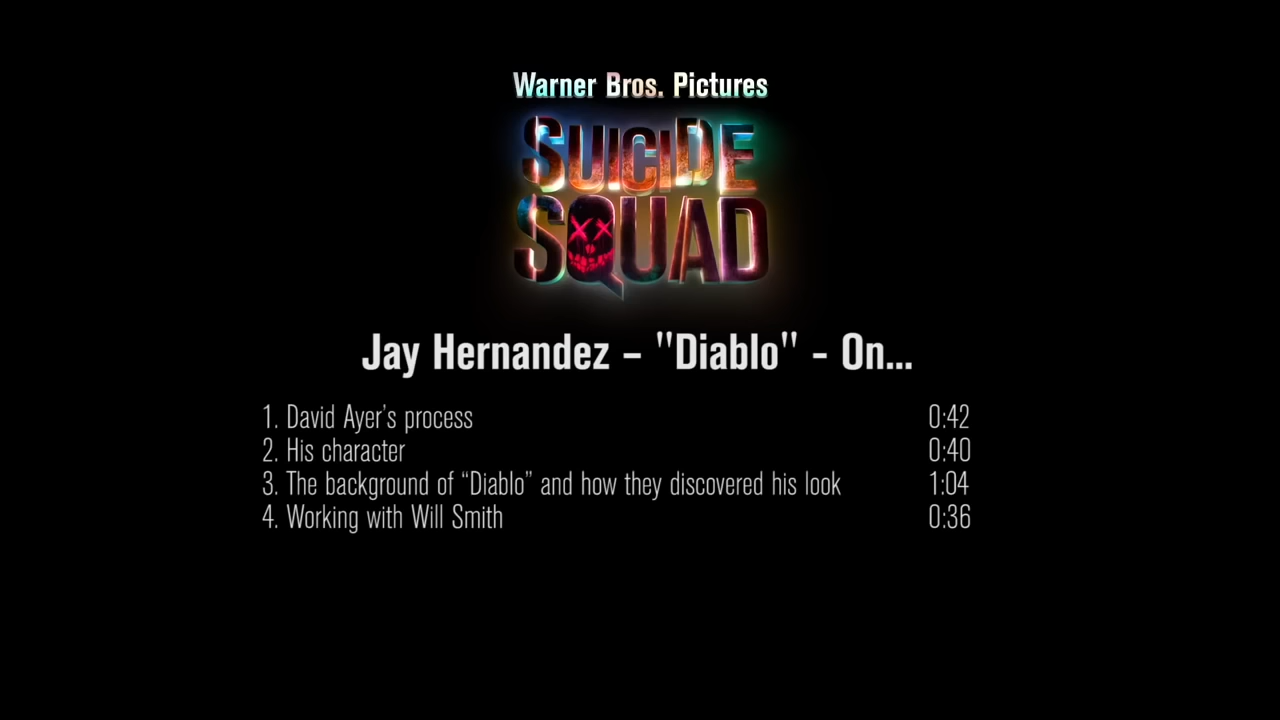 Warner Bros. Pictures
SUICIDE
SQUAD
Jay Hernandez – "Diablo" - On...
1. David Ayer’s process 0:42
2. His character 0:40
3. The background of “Diablo” and how they discovered his look 1:04
4. Working with Will Smith 0:36